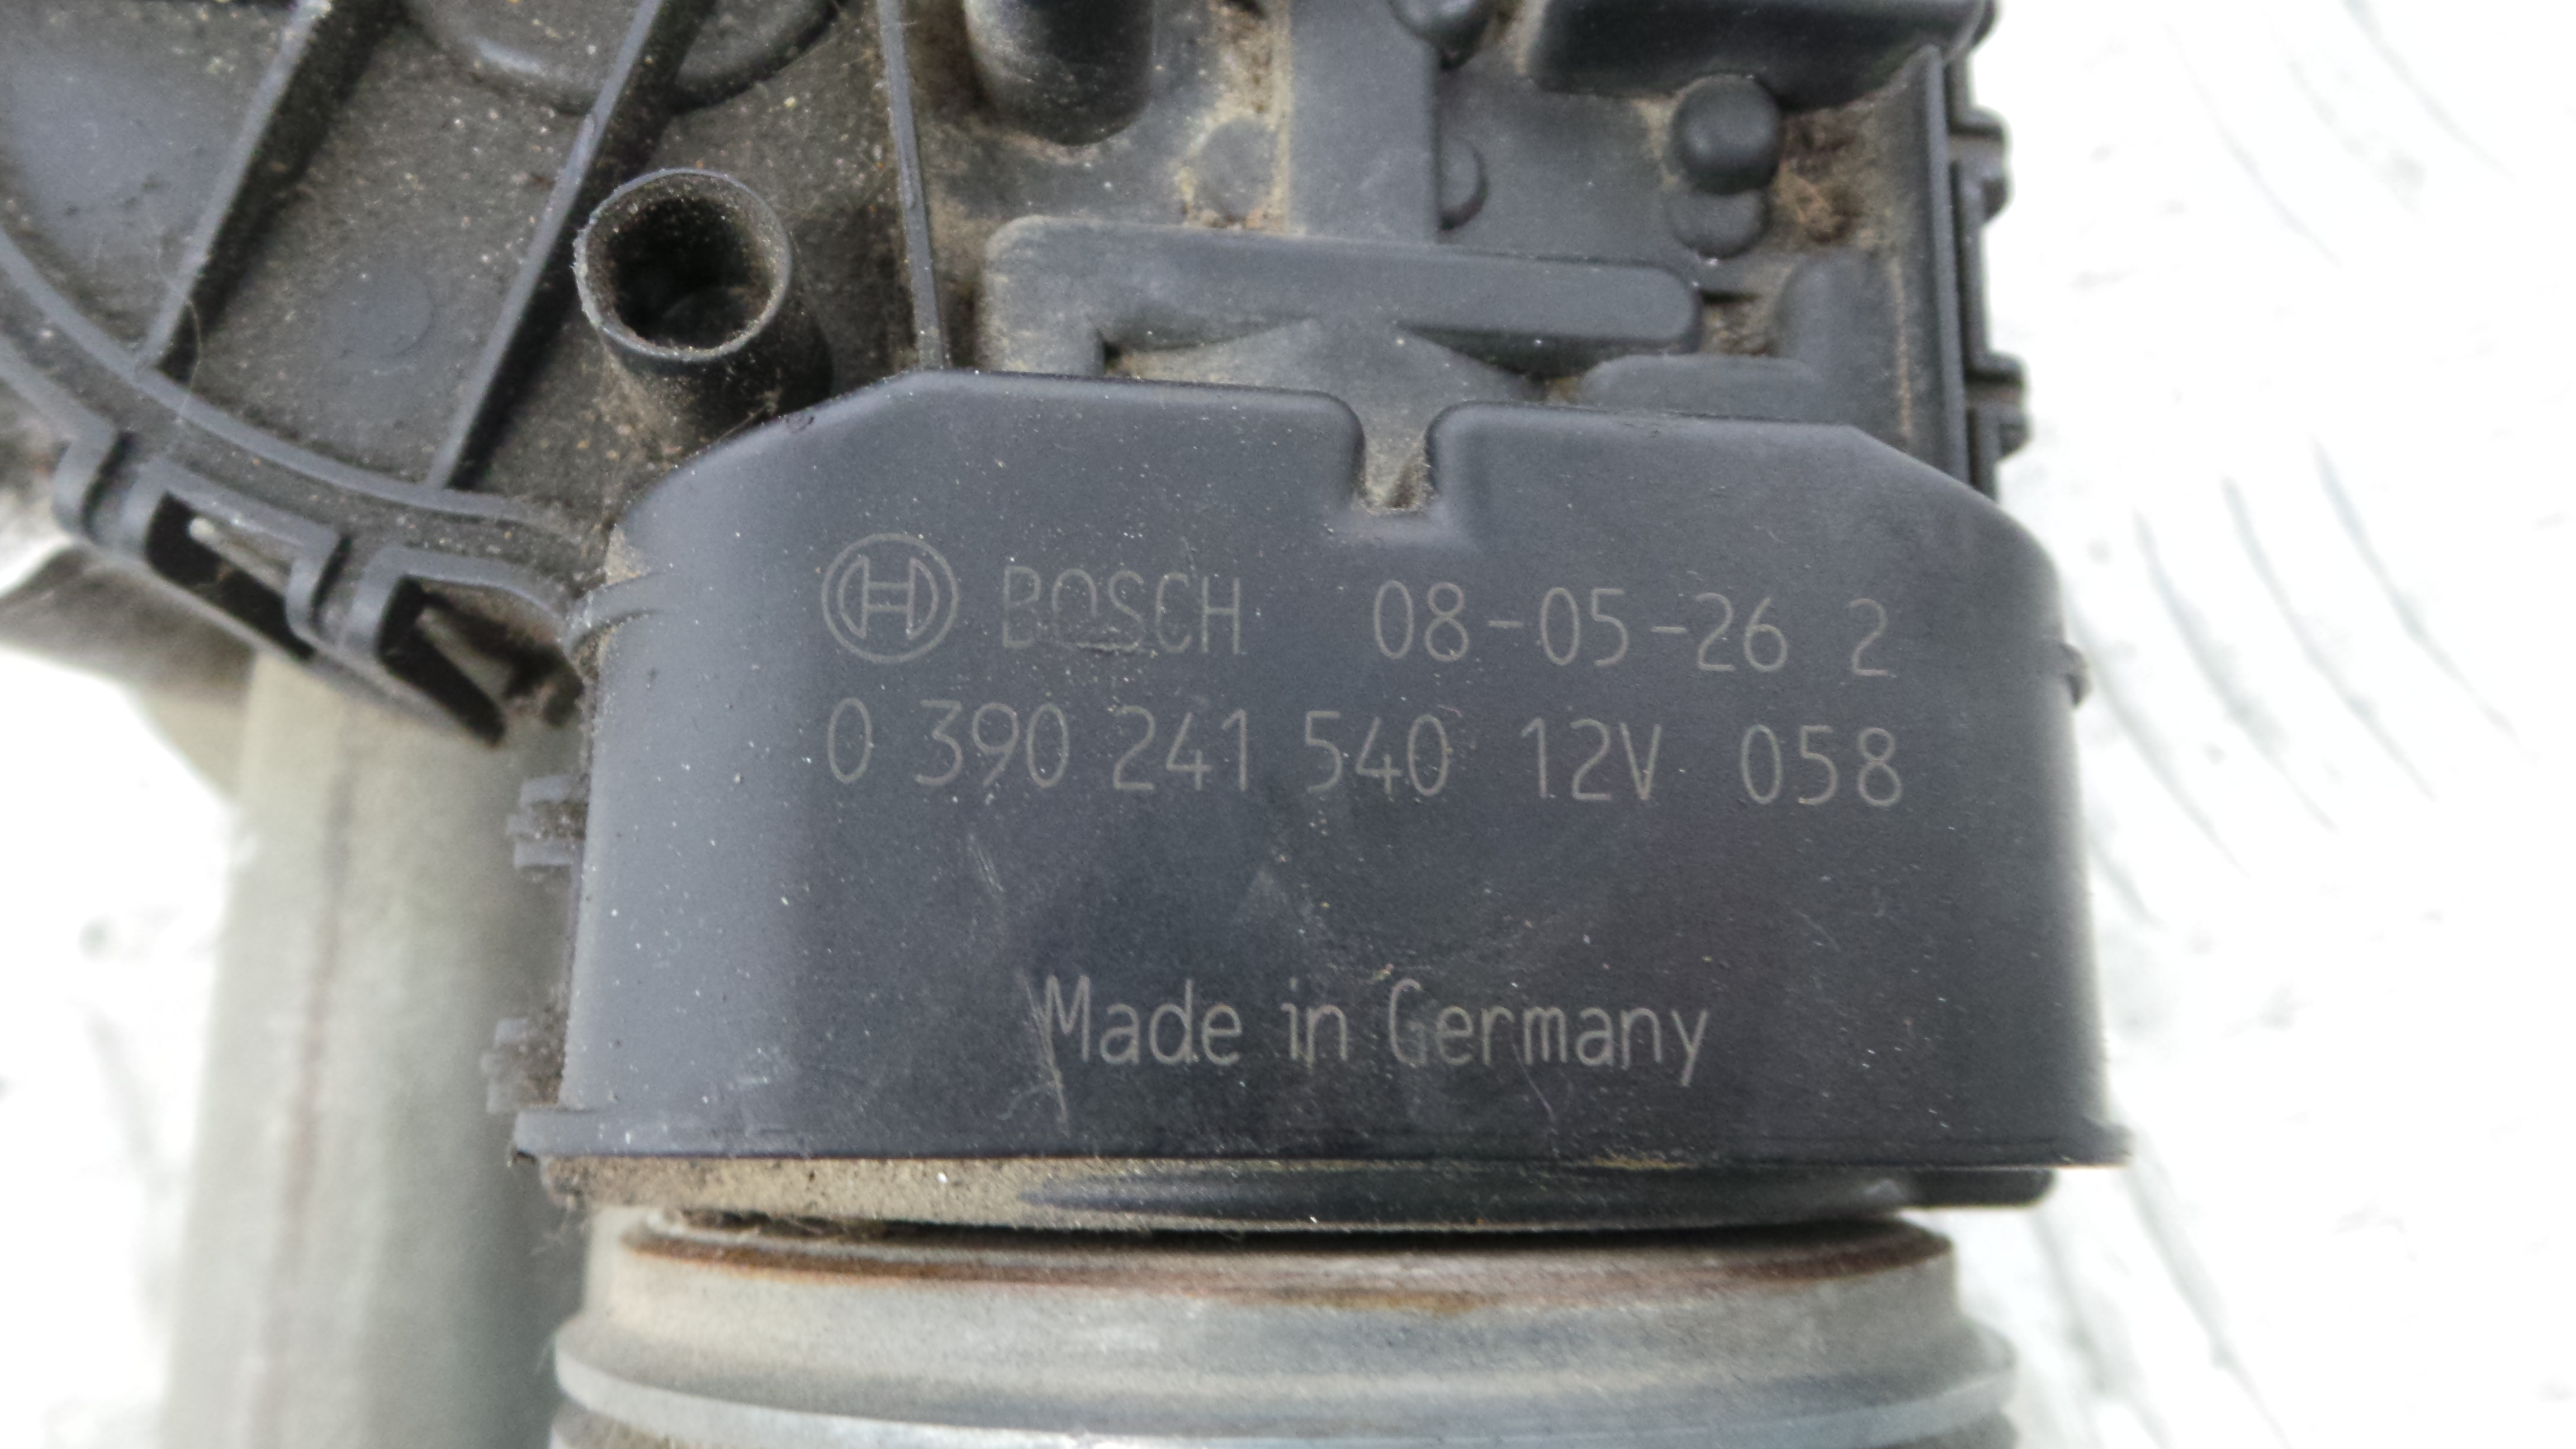 BOSCH 08-05-26 2
0 390 241 540 12V 058
Made in Germany